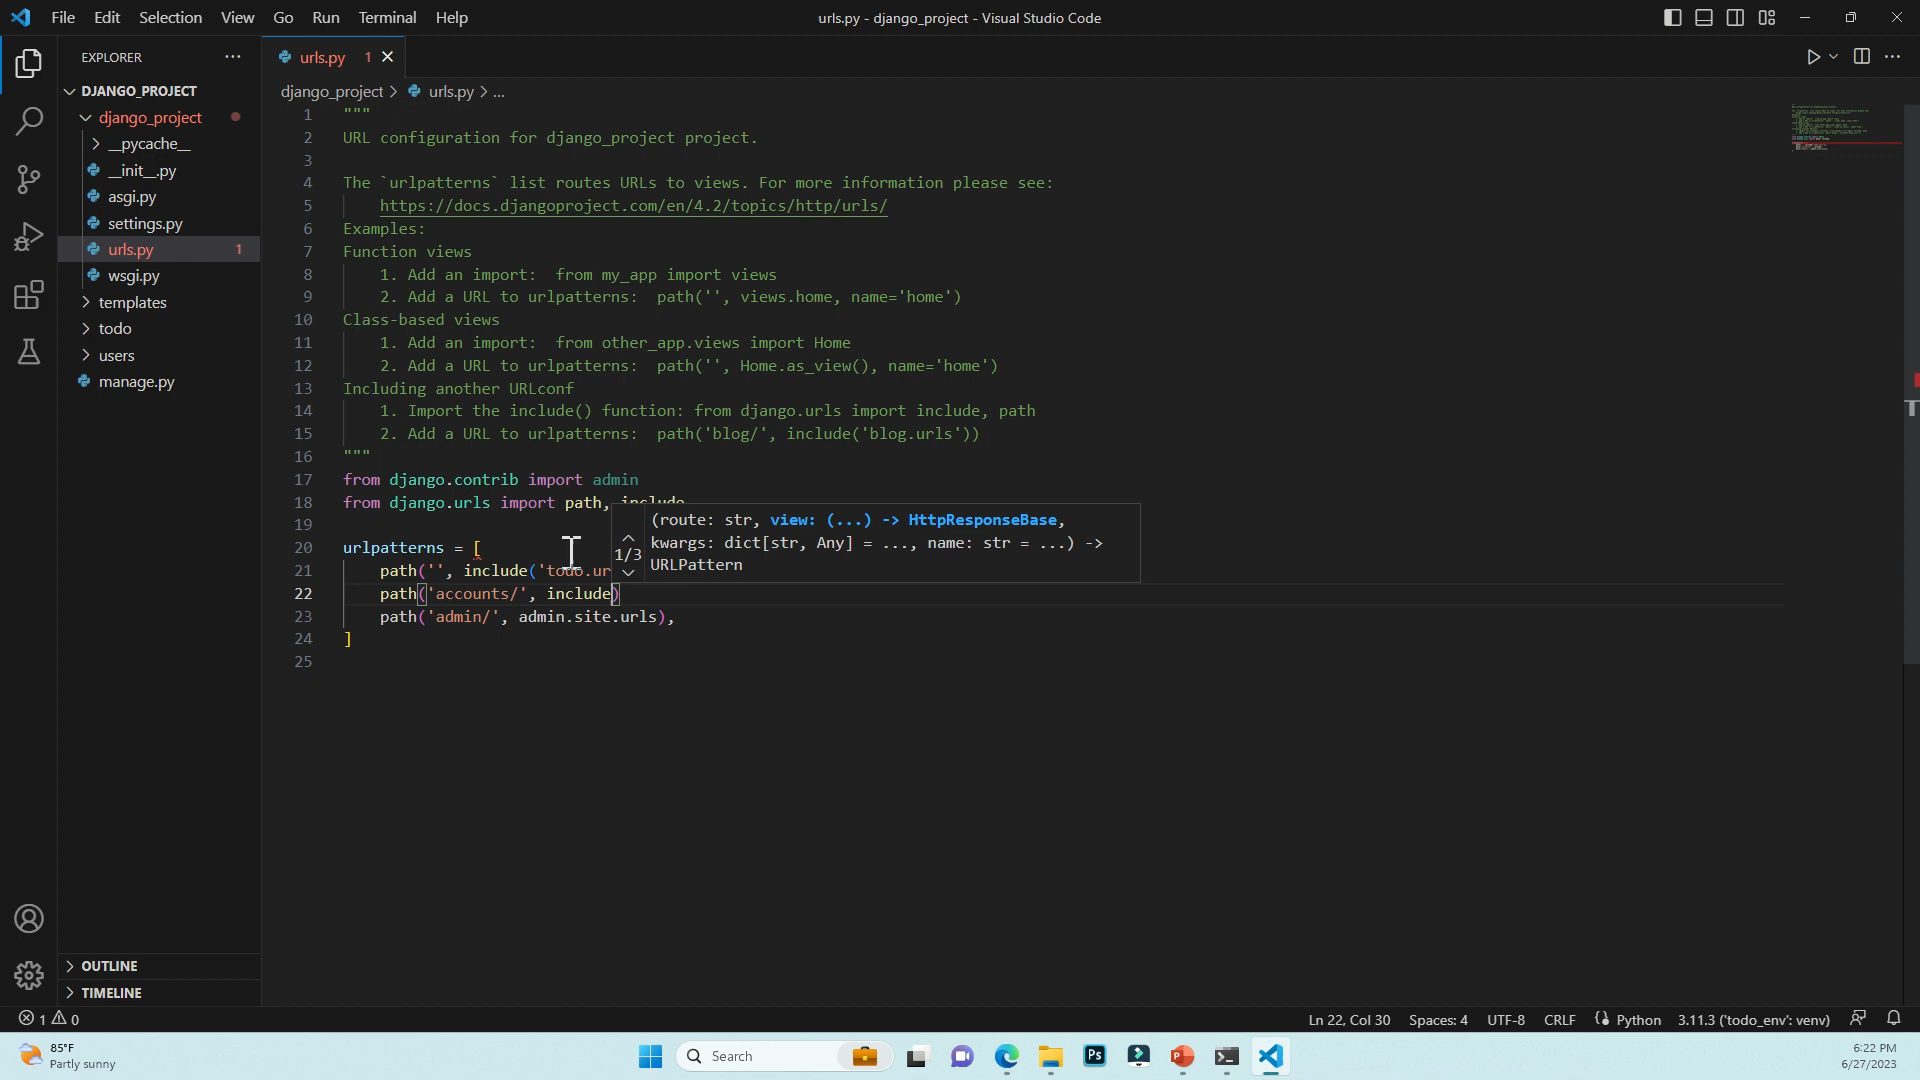 File Edit Selection View Go Run Terminal Help
urls.py - django_project - Visual Studio Code
EXPLORER
DJANGO_PROJECT
django_project
__pycache__
__init__.py
asgi.py
settings.py
urls.py 1
wsgi.py
templates
todo
users
manage.py
OUTLINE
TIMELINE
urls.py 1
django_project > urls.py > ...
1 """
2 URL configuration for django_project project.
3
4 The `urlpatterns` list routes URLs to views. For more information please see:
5 https://docs.djangoproject.com/en/4.2/topics/http/urls/
6 Examples:
7 Function views
8 1. Add an import:  from my_app import views
9 2. Add a URL to urlpatterns:  path('', views.home, name='home')
10 Class-based views
11 1. Add an import:  from other_app.views import Home
12 2. Add a URL to urlpatterns:  path('', Home.as_view(), name='home')
13 Including another URLconf
14 1. Import the include() function: from django.urls import include, path
15 2. Add a URL to urlpatterns:  path('blog/', include('blog.urls'))
16 """
17 from django.contrib import admin
18 from django.urls import path, include
19
20 urlpatterns = [
21 path('', include('todo.ur
22 path('accounts/', include)
23 path('admin/', admin.site.urls),
24 ]
25
(route: str, view: (...) -> HttpResponseBase,
1/3 kwargs: dict[str, Any] = ..., name: str = ...) ->
URLPattern
1 0
Ln 22, Col 30 Spaces: 4 UTF-8 CRLF Python 3.11.3 ('todo_env': venv)
85°F
Partly sunny
Search
Ps
6:22 PM
6/27/2023